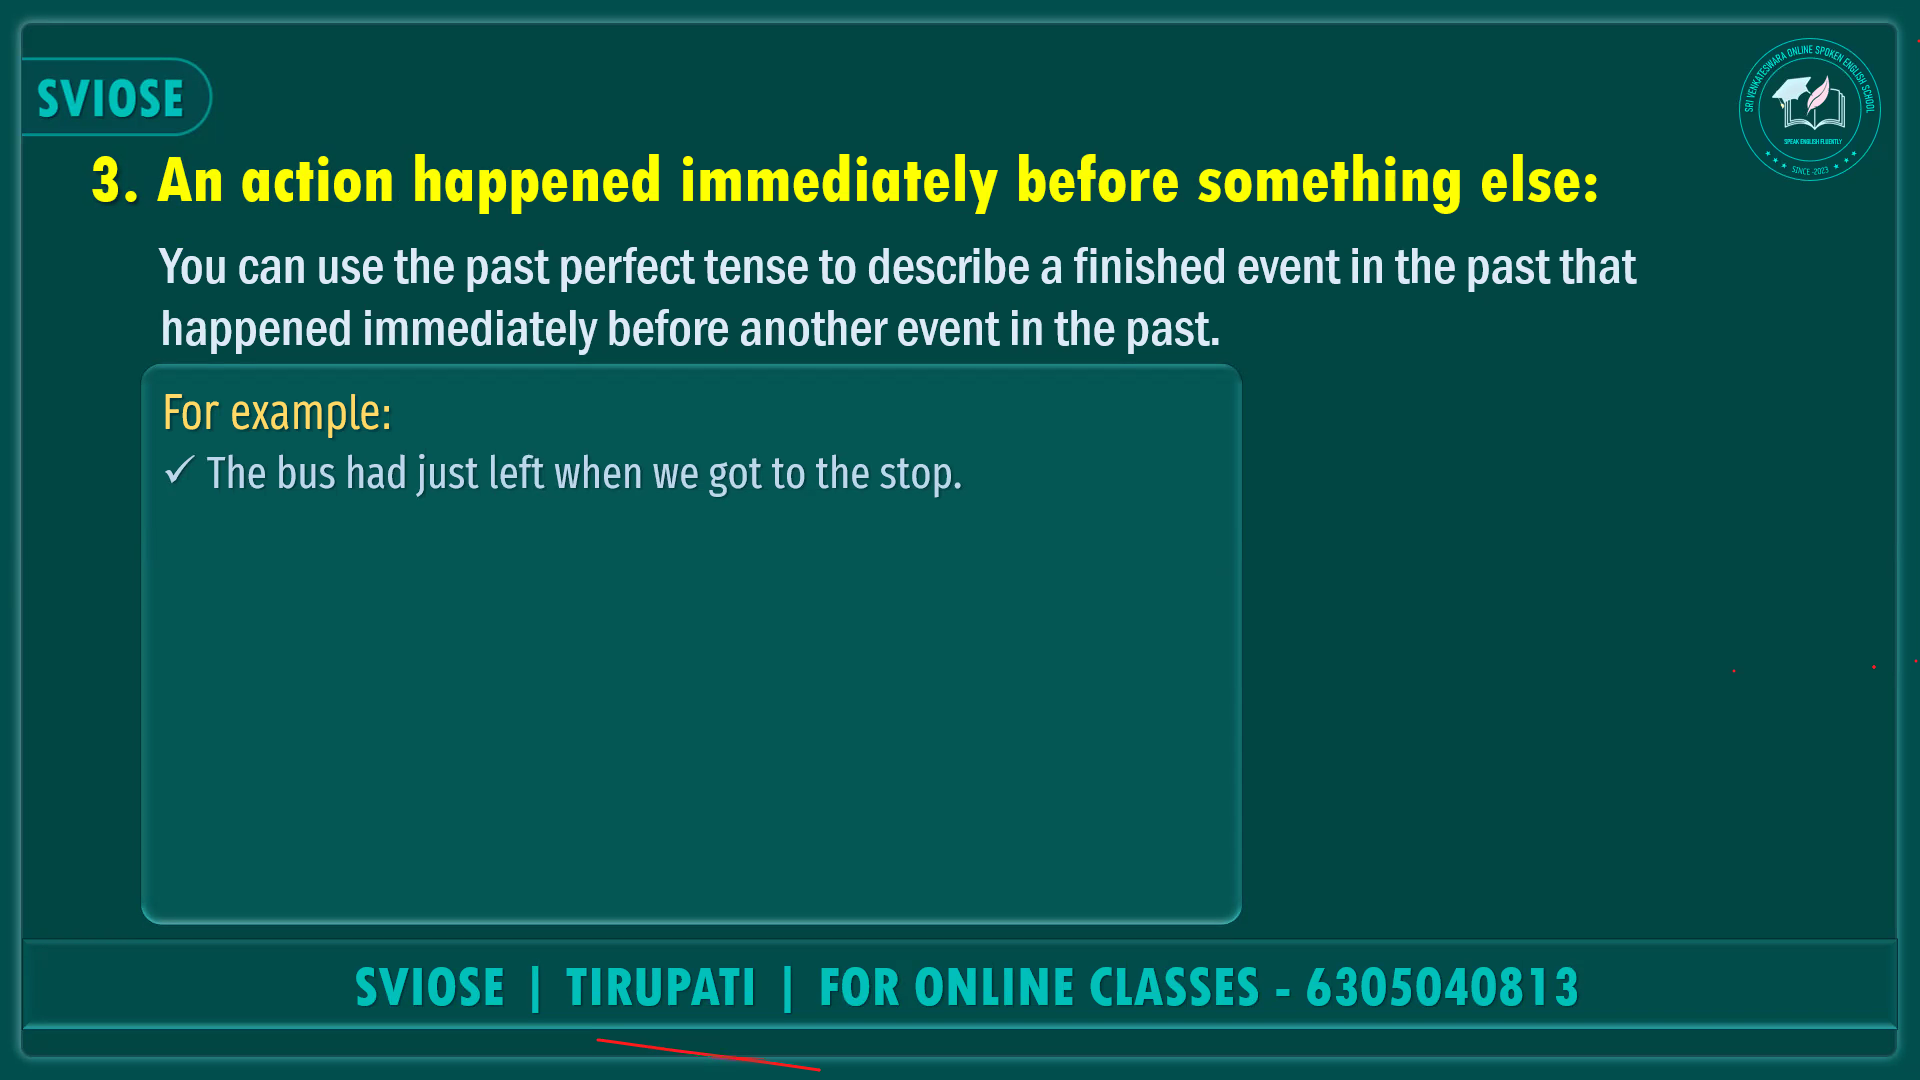 SVIOSE
SRI VENKATESWARA ONLINE SPOKEN ENGLISH SCHOOL
SPEAK ENGLISH FLUENTLY
SINCE -2023
3. An action happened immediately before something else:
You can use the past perfect tense to describe a finished event in the past that
happened immediately before another event in the past.
For example:
✓ The bus had just left when we got to the stop.
SVIOSE | TIRUPATI | FOR ONLINE CLASSES - 6305040813